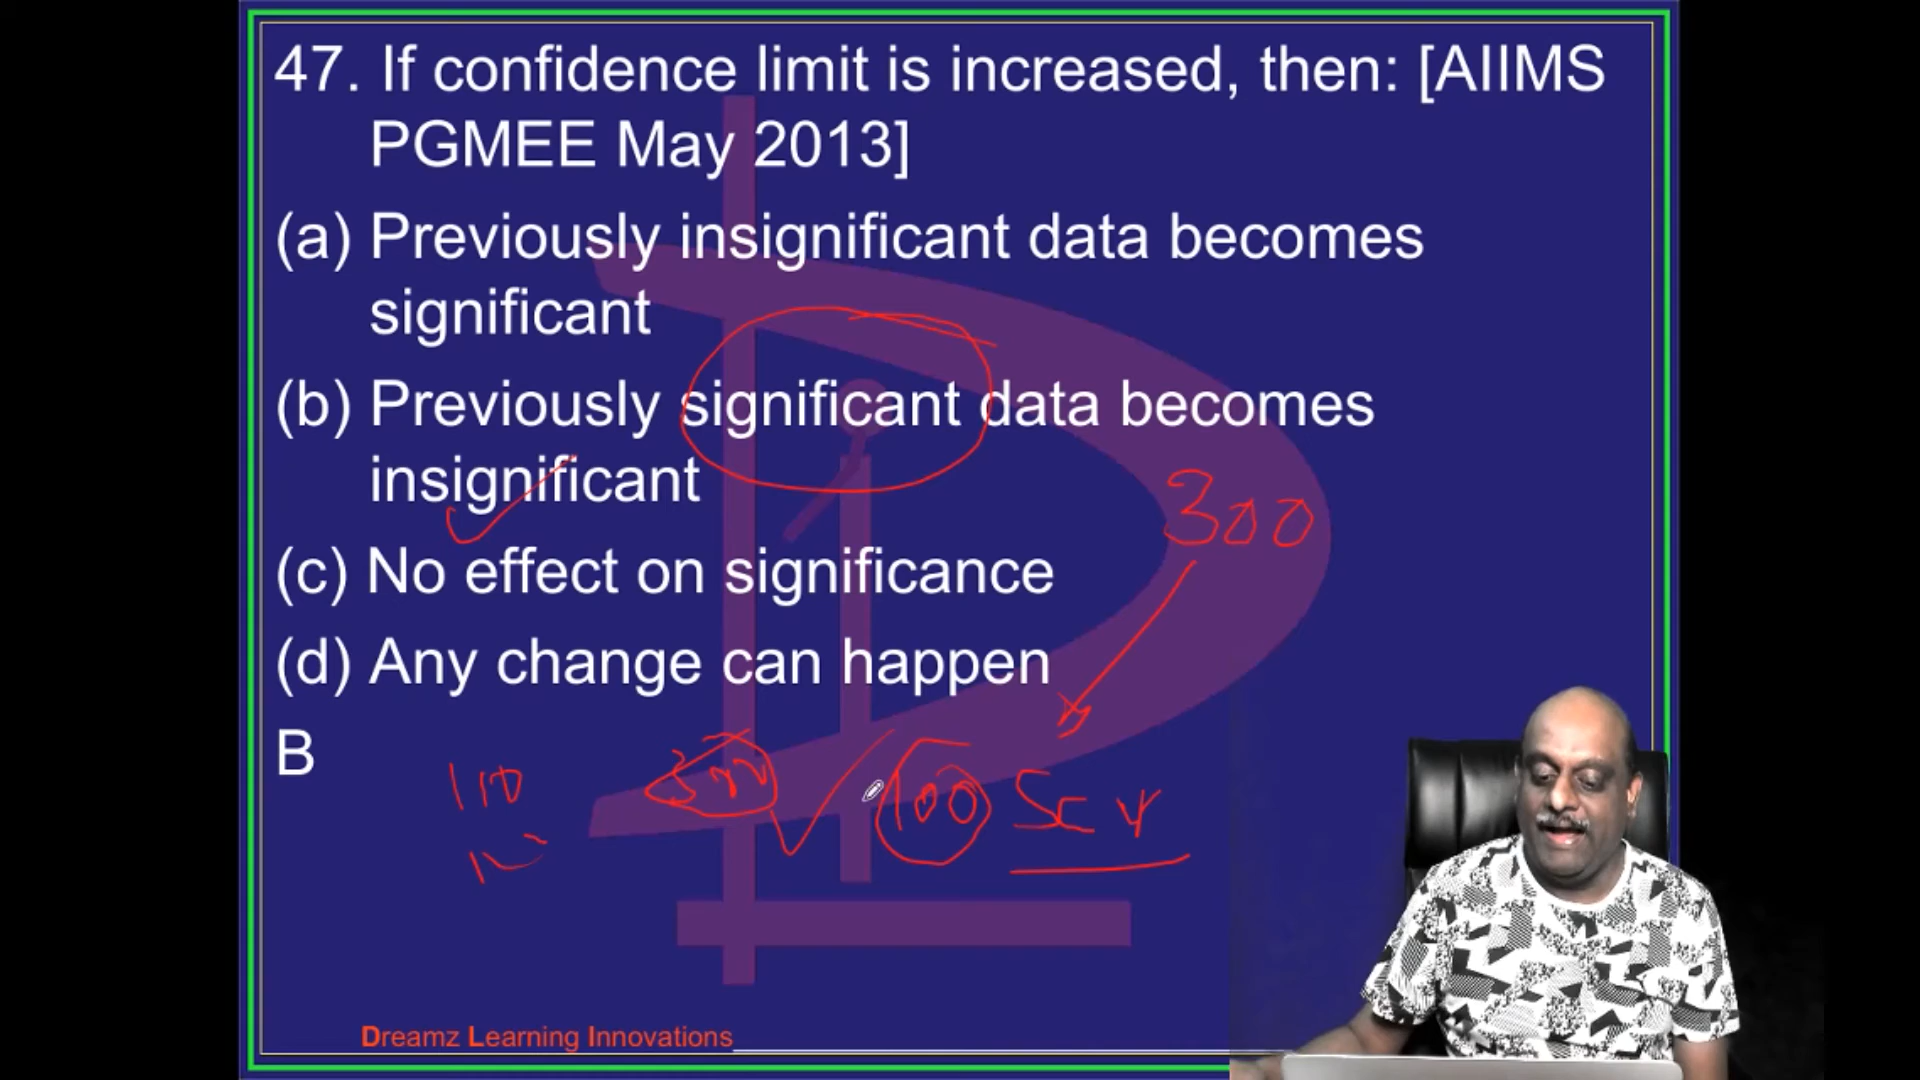 47. If confidence limit is increased, then: [AIIMS
PGMEE May 2013]
(a) Previously insignificant data becomes
significant
(b) Previously significant data becomes
insignificant
300
(c) No effect on significance
(d) Any change can happen
B
100
Dreamz Learning Innovations